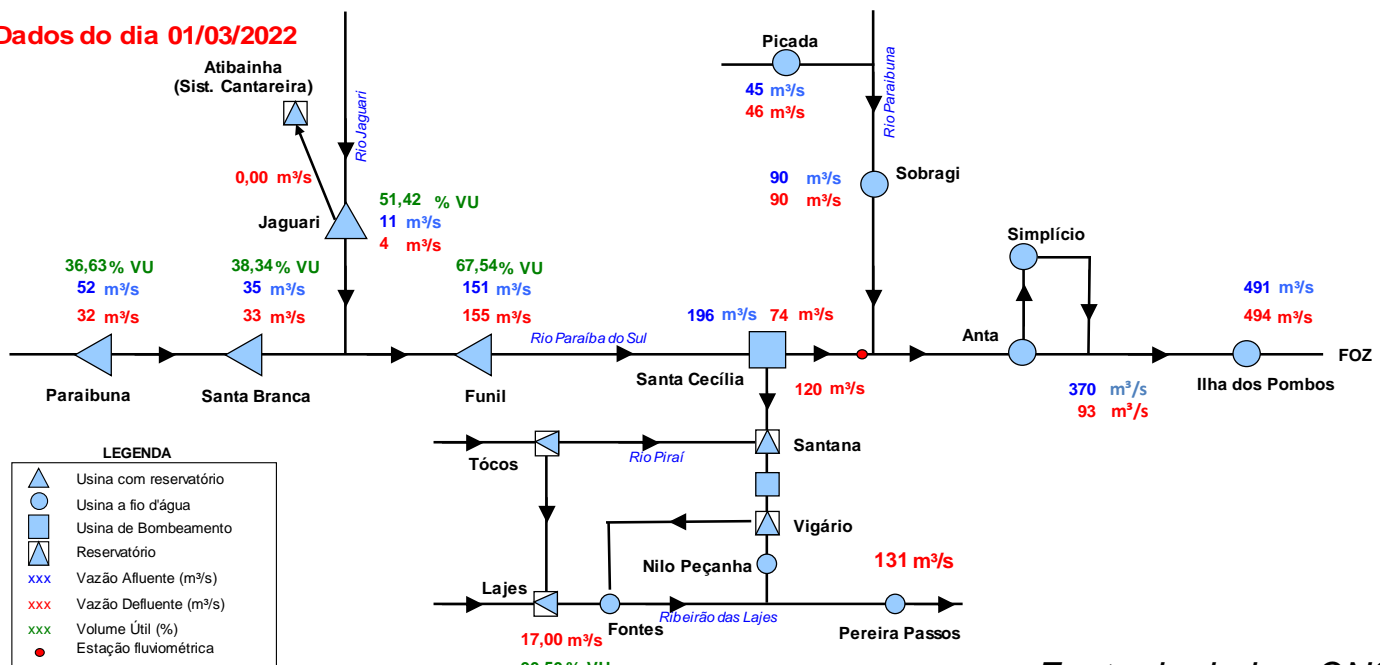 Dados do dia 01/03/2022
Atibainha
(Sist. Cantareira)
Rio Jaguari
0,00 m³/s
Jaguari
51,42 % VU
11 m³/s
4 m³/s
Picada
45 m³/s
46 m³/s
Rio Paraibuna
90 m³/s
90 m³/s
Sobragi
36,63% VU
52 m³/s
32 m³/s
Paraibuna
38,34% VU
35 m³/s
33 m³/s
Santa Branca
67,54% VU
151 m³/s
155 m³/s
Funil
Rio Paraíba do Sul
196 m³/s 74 m³/s
Santa Cecília
120 m³/s
Simplício
Anta
370 m³/s
93 m³/s
491 m³/s
494 m³/s
Ilha dos Pombos
FOZ
Tócos
Rio Piraí
Santana
Vigário
Nilo Peçanha
131 m³/s
Lajes
Fontes
Ribeirão das Lajes
Pereira Passos
17,00 m³/s
LEGENDA
Usina com reservatório
Usina a fio d'água
Usina de Bombeamento
Reservatório
xxx Vazão Afluente (m³/s)
xxx Vazão Defluente (m³/s)
xxx Volume Útil (%)
Estação fluviométrica